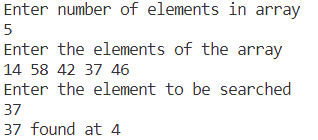 Enter number of elements in array
5
Enter the elements of the array
14 58 42 37 46
Enter the element to be searched
37
37 found at 4